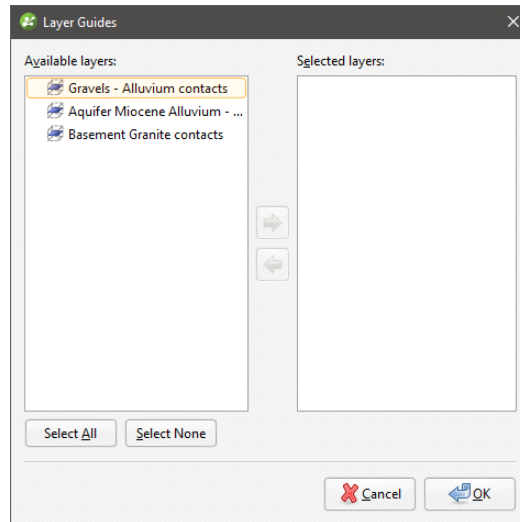 Layer Guides
Available layers:
Selected layers:
Gravels - Alluvium contacts
Aquifer Miocene Alluvium - ...
Basement Granite contacts
Select All
Select None
Cancel
OK